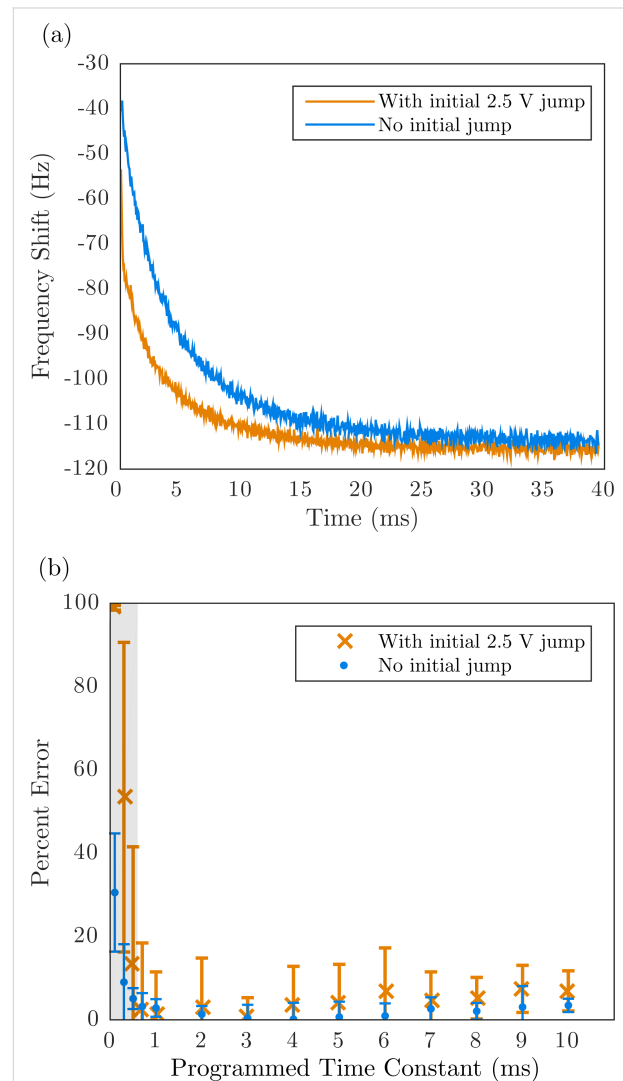 (a)
-30
-40
-50
-60
-70
-80
-90
-100
-110
-120
Frequency Shift (Hz)
With initial 2.5 V jump
No initial jump
0 5 10 15 20 25 30 35 40
Time (ms)
(b)
100
80
60
40
20
0
Percent Error
With initial 2.5 V jump
No initial jump
0 1 2 3 4 5 6 7 8 9 10
Programmed Time Constant (ms)